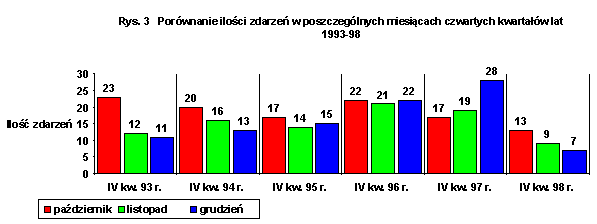 Rys. 3 Porównanie ilości zdarzeń w poszczególnych miesiącach czwartych kwartałów lat
1993-98
Ilość zdarzeń
30
25
20
15
10
5
0
23 12 11
20 16 13
17 14 15
22 21 22
17 19 28
13 9 7
IV kw. 93 r. IV kw. 94 r. IV kw. 95 r. IV kw. 96 r. IV kw. 97 r. IV kw. 98 r.
październik listopad grudzień